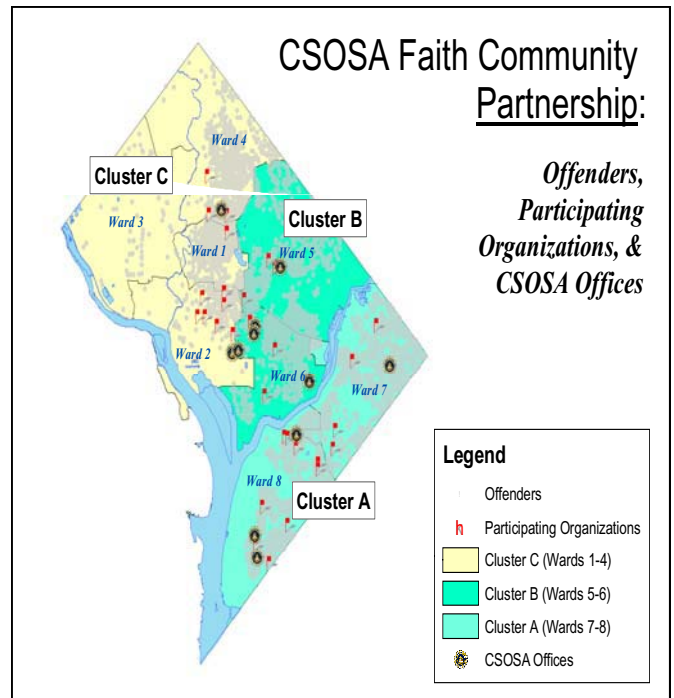 CSOSA Faith Community
Partnership:
Offenders,
Participating
Organizations, &
CSOSA Offices
Ward 4
Cluster C
Ward 3
Cluster B
Ward 1
Ward 5
Ward 2
Ward 6
Ward 7
Ward 8
Cluster A
Legend
Offenders
h Participating Organizations
Cluster C (Wards 1-4)
Cluster B (Wards 5-6)
Cluster A (Wards 7-8)
CSOSA Offices